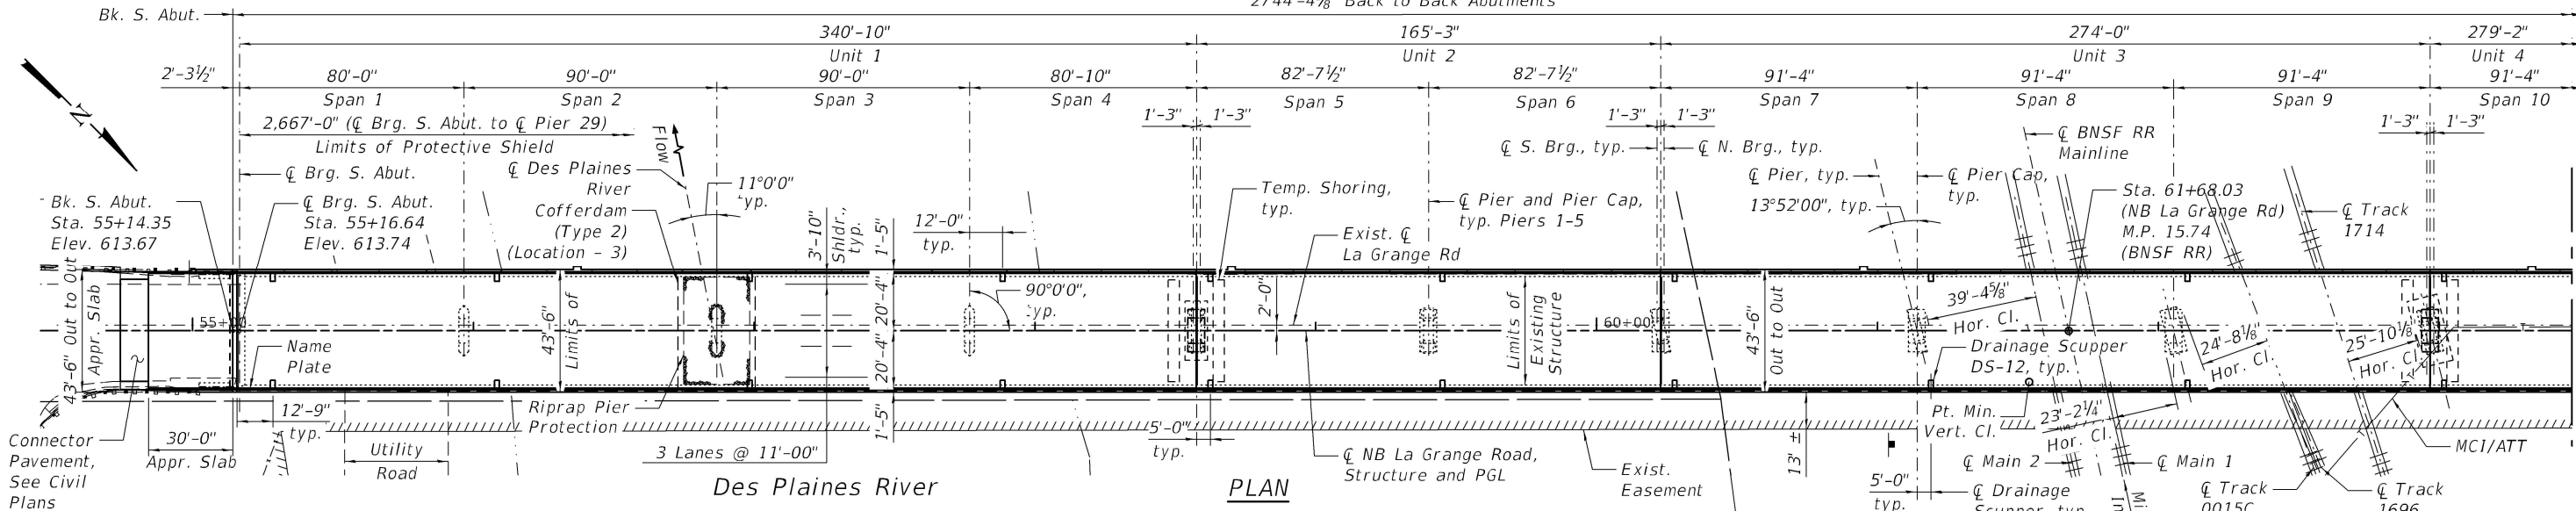 2744'-4⅞" Back to Back Abutments
Bk. S. Abut.
340'-10"
Unit 1
165'-3"
Unit 2
274'-0"
Unit 3
279'-2"
Unit 4
2'-3½"
80'-0"
Span 1
90'-0"
Span 2
90'-0"
Span 3
80'-10"
Span 4
82'-7½"
Span 5
82'-7½"
Span 6
91'-4"
Span 7
91'-4"
Span 8
91'-4"
Span 9
91'-4"
Span 10
2,667'-0" (℄ Brg. S. Abut. to ℄ Pier 29)
Limits of Protective Shield
1'-3"
1'-3"
1'-3"
1'-3"
1'-3"
1'-3"
N
Flow
℄ Brg. S. Abut.
℄ Des Plaines
River
11°0'0"
typ.
Bk. S. Abut.
Sta. 55+14.35
Elev. 613.67
℄ Brg. S. Abut.
Sta. 55+16.64
Elev. 613.74
Cofferdam
(Type 2)
(Location - 3)
3'-10"
Shldr.,
typ.
1'-5"
12'-0"
typ.
Temp. Shoring,
typ.
℄ Pier and Pier Cap,
typ. Piers 1-5
Exist. ℄
La Grange Rd
℄ S. Brg., typ.
℄ N. Brg., typ.
℄ Pier, typ.
13°52'00", typ.
℄ Pier Cap,
typ.
℄ BNSF RR
Mainline
Sta. 61+68.03
(NB La Grange Rd)
M.P. 15.74
(BNSF RR)
℄ Track
1714
43'-6" Out to Out
Appr. Slab
55+00
Name
Plate
43'-6"
Limits of
20'-4"
20'-4"
90°0'0",
typ.
2'-0"
Limits of
Existing
Structure
60+00
43'-6"
Out to Out
39'-4⅝"
Hor. Cl.
Drainage Scupper
DS-12, typ.
24'-8⅛"
Hor. Cl.
25'-10⅛"
Hor. Cl.
Connector
Pavement,
See Civil
Plans
30'-0"
Appr. Slab
12'-9"
typ.
Utility
Road
Riprap Pier
Protection
3 Lanes @ 11'-00"
1'-5"
5'-0"
typ.
℄ NB La Grange Road,
Structure and PGL
Exist.
Easement
13' ±
Pt. Min.
Vert. Cl.
23'-2¼"
Hor. Cl.
MCI/ATT
℄ Main 2
℄ Main 1
5'-0"
typ.
℄ Drainage
Scupper, typ.
℄ Track
0015C
℄ Track
1696
Des Plaines River
PLAN